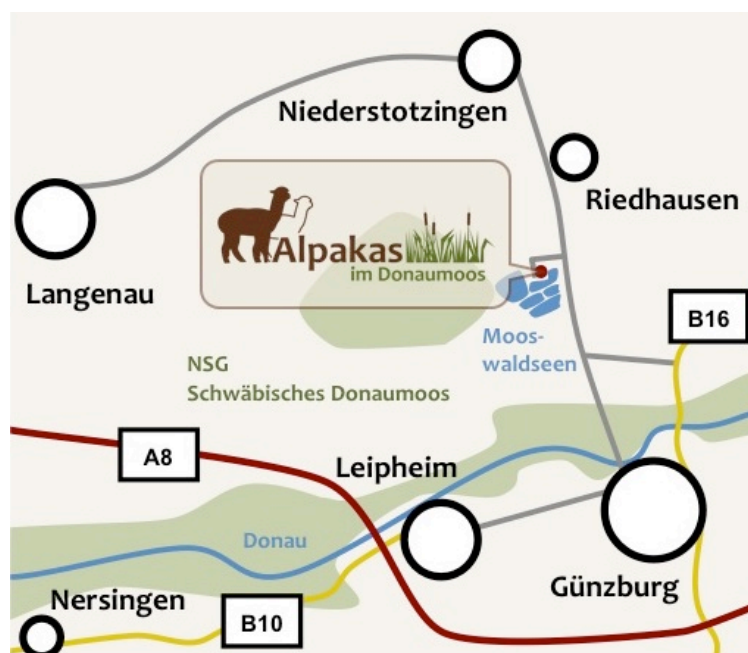 Niederstotzingen
Riedhausen
Langenau
Alpakas
im Donaumoos
B16
Moos-
waldseen
NSG
Schwäbisches Donaumoos
A8
Leipheim
Donau
Günzburg
Nersingen
B10